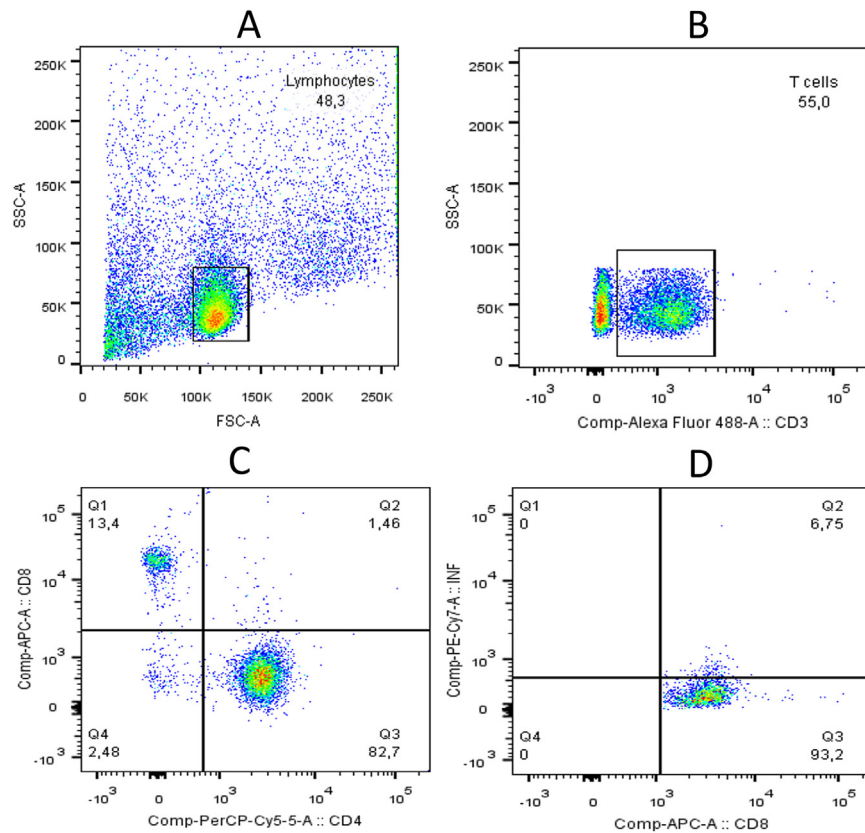 A
250K
200K
150K
100K
50K
0
SSC-A
Lymphocytes
48,3
0 50K 100K 150K 200K 250K
FSC-A
B
250K
200K
150K
100K
50K
0
SSC-A
T cells
55,0
-10³ 0 10³ 10⁴ 10⁵
Comp-Alexa Fluor 488-A :: CD3
C
Q1
13,4
Q2
1,46
10⁵
10⁴
10³
0
-10³
Comp-APC-A :: CD8
Q4
2,48
Q3
82,7
-10³ 0 10³ 10⁴ 10⁵
Comp-PerCP-Cy5-5-A :: CD4
D
Q1
0
Q2
6,75
10⁵
10⁴
10³
0
-10³
Comp-PE-Cy7-A :: INF
Q4
0
Q3
93,2
-10³ 0 10³ 10⁴ 10⁵
Comp-APC-A :: CD8